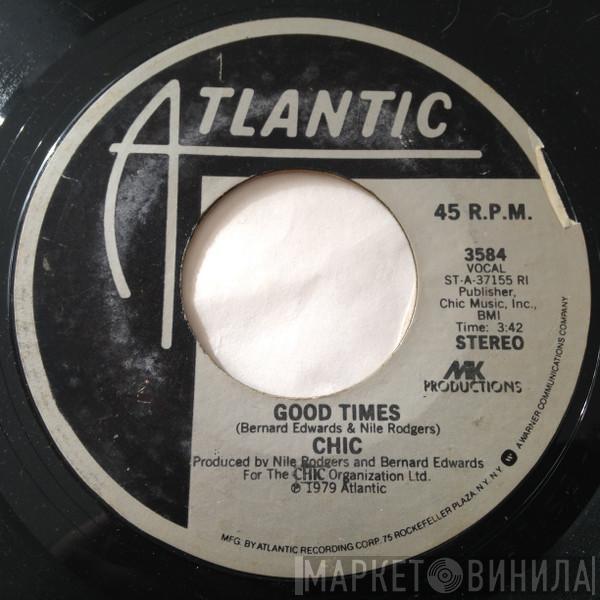 ATLANTIC
45 R.P.M.
3584
VOCAL
ST-A-37155 RI
Publisher,
Chic Music, Inc.,
BMI
Time: 3:42
STEREO
MK
PRODUCTIONS
GOOD TIMES
(Bernard Edwards & Nile Rodgers)
CHIC
Produced by Nile Rodgers and Bernard Edwards
For The CHIC Organization Ltd.
℗ 1979 Atlantic
MFG. BY ATLANTIC RECORDING CORP. 75 ROCKEFELLER PLAZA, N.Y. N.Y. W A WARNER COMMUNICATIONS COMPANY
МАРКЕТ ВИНИЛА